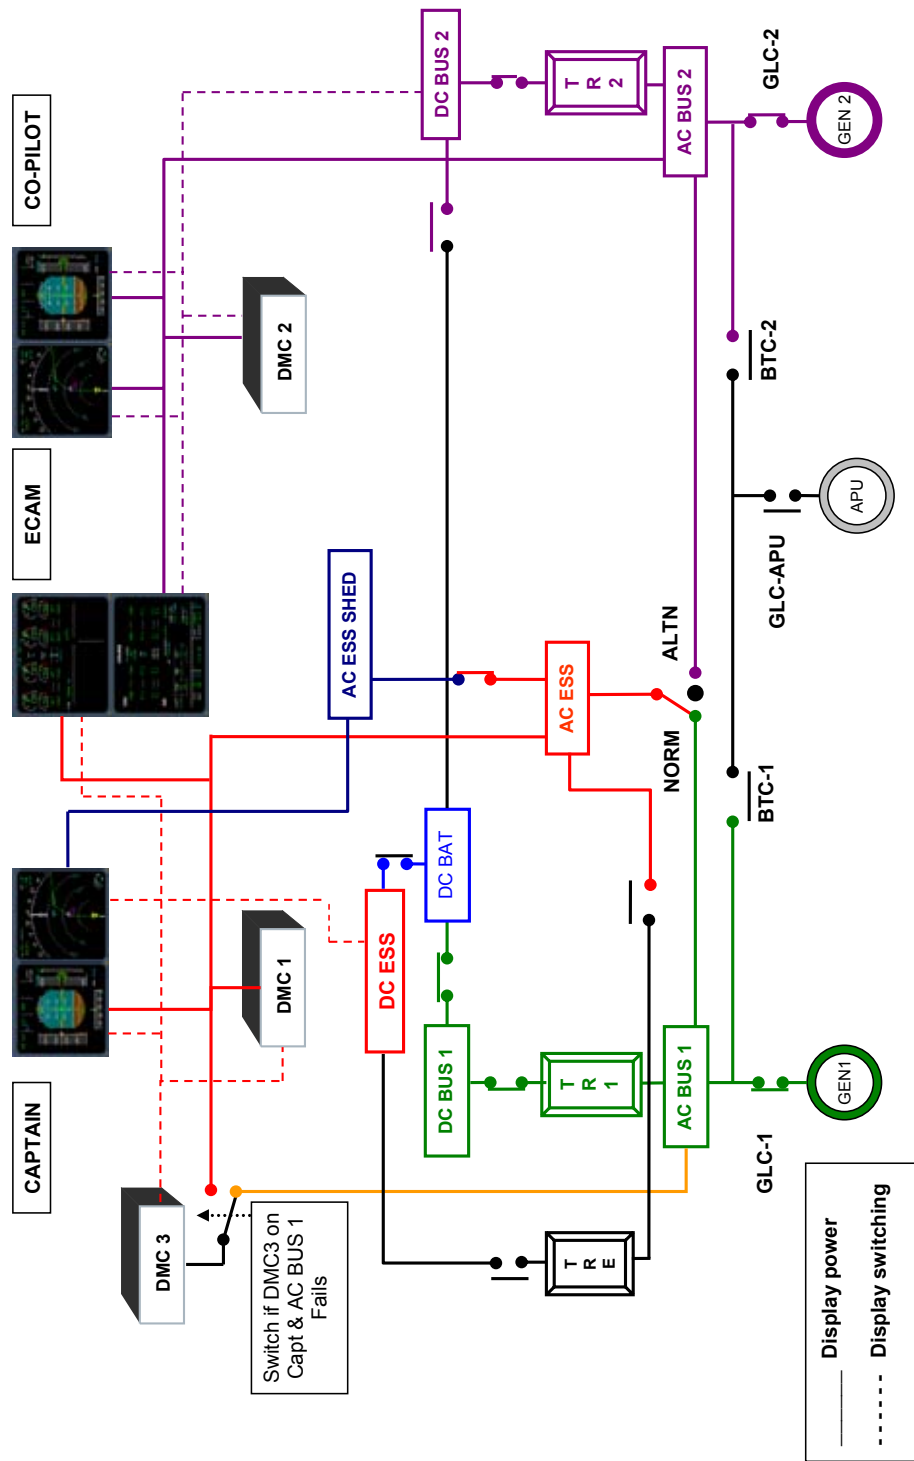 CAPTAIN
ECAM
CO-PILOT
DMC 3
DMC 1
DMC 2
Switch if DMC3 on
Capt & AC BUS 1
Fails
AC ESS SHED
DC ESS
DC BAT
DC BUS 1
DC BUS 2
T R E
T R 1
T R 2
AC ESS
AC BUS 1
AC BUS 2
NORM
ALTN
GLC-1
BTC-1
GLC-APU
BTC-2
GLC-2
GEN1
APU
GEN 2
Display power
Display switching